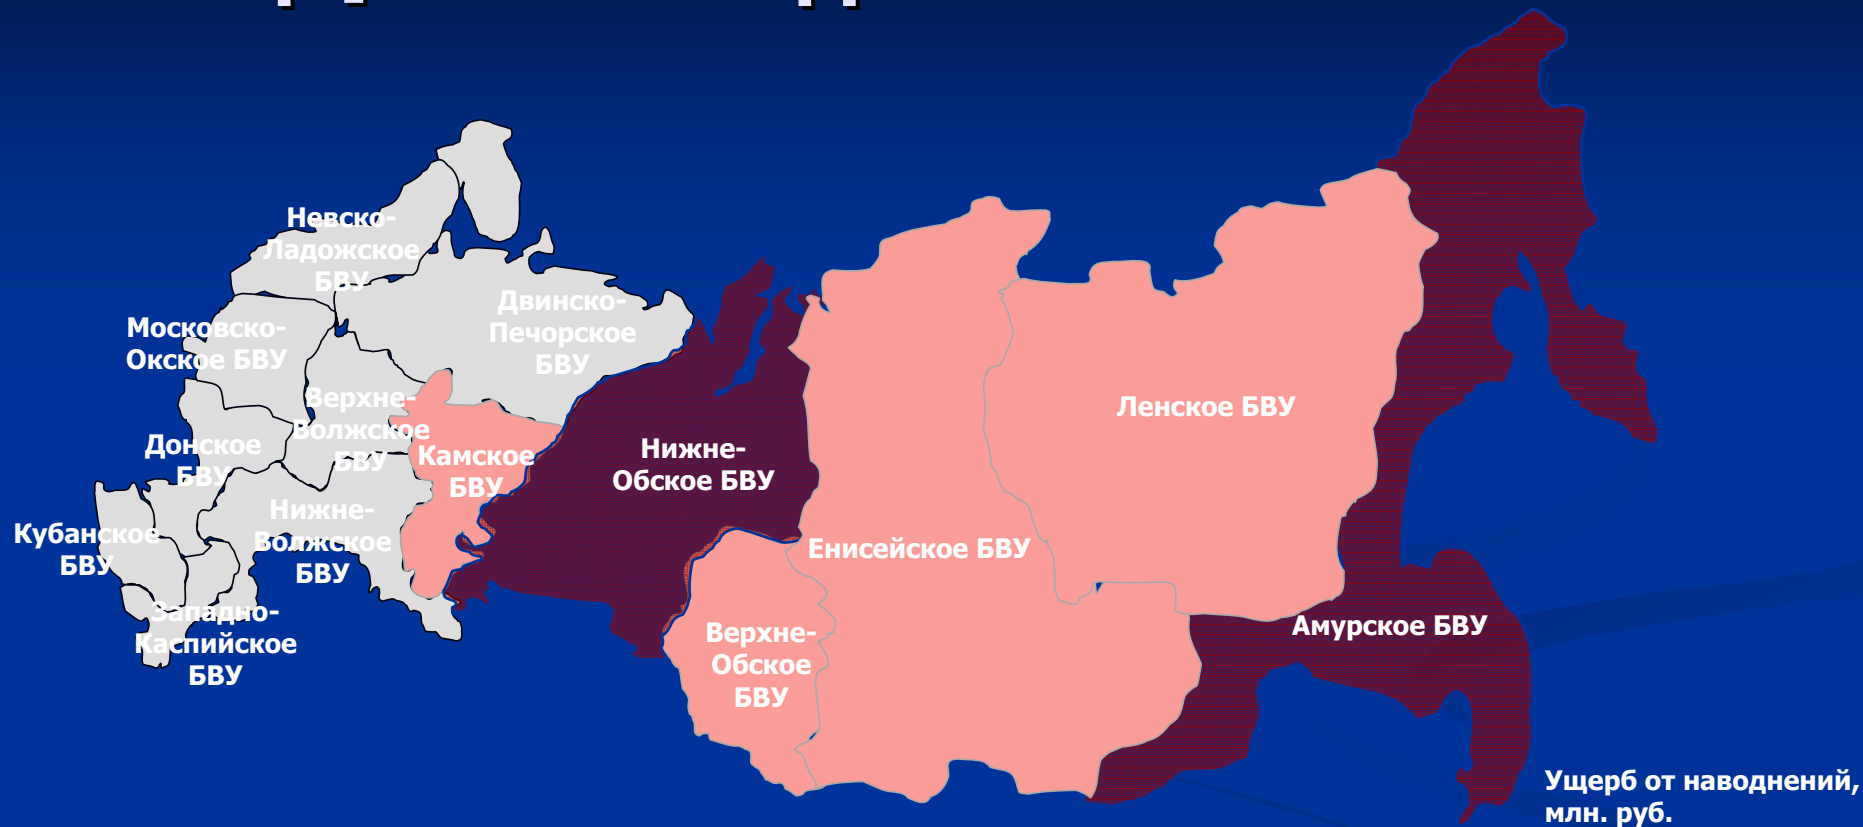 Невско-
Ладожское
БВУ
Двинско-
Печорское
БВУ
Московско-
Окское БВУ
Верхне-
Волжское
БВУ
Донское
БВУ
Камское
БВУ
Нижне-
Обское БВУ
Ленское БВУ
Нижне-
Волжское
БВУ
Кубанское
БВУ
Енисейское БВУ
Западно-
Каспийское
БВУ
Верхне-
Обское
БВУ
Амурское БВУ
Ущерб от наводнений,
млн. руб.